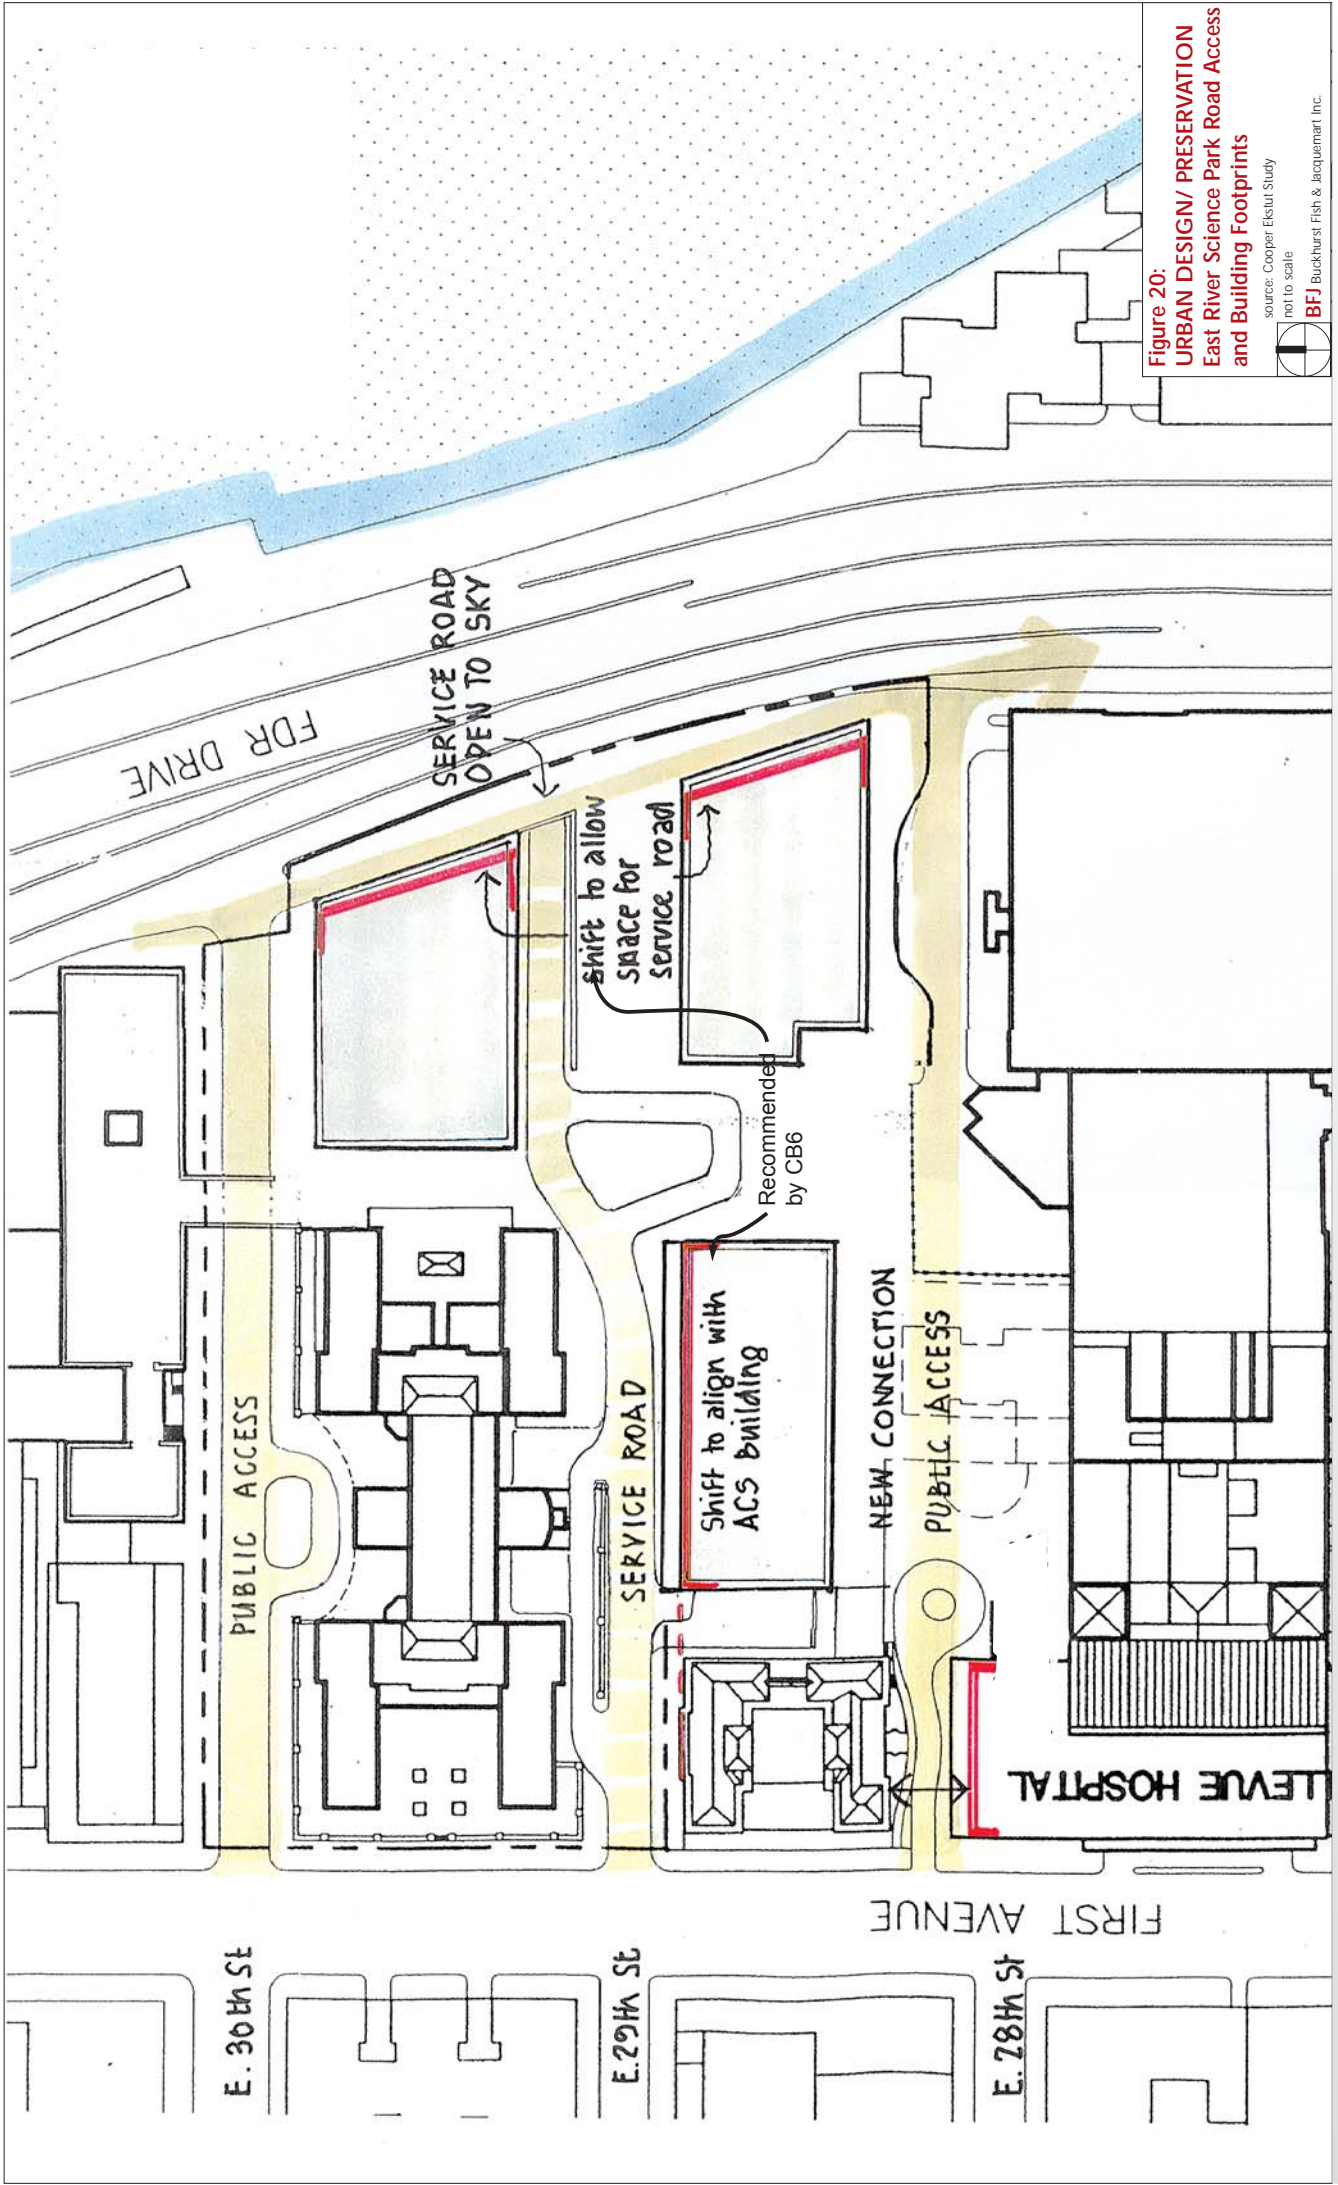 Figure 20:
URBAN DESIGN/ PRESERVATION
East River Science Park Road Access
and Building Footprints
source: Cooper Ekstut Study
not to scale
BFJ Buckhurst Fish & Jacquemart Inc.
FDR DRIVE
SERVICE ROAD
OPEN TO SKY
shift to allow
space for
service road
Recommended
by CB6
PUBLIC ACCESS
SERVICE ROAD
Shift to align with
ACS Building
NEW CONNECTION
PUBLIC ACCESS
LLEVUE HOSPITAL
FIRST AVENUE
E. 30th St
E. 29th St
E. 28th St